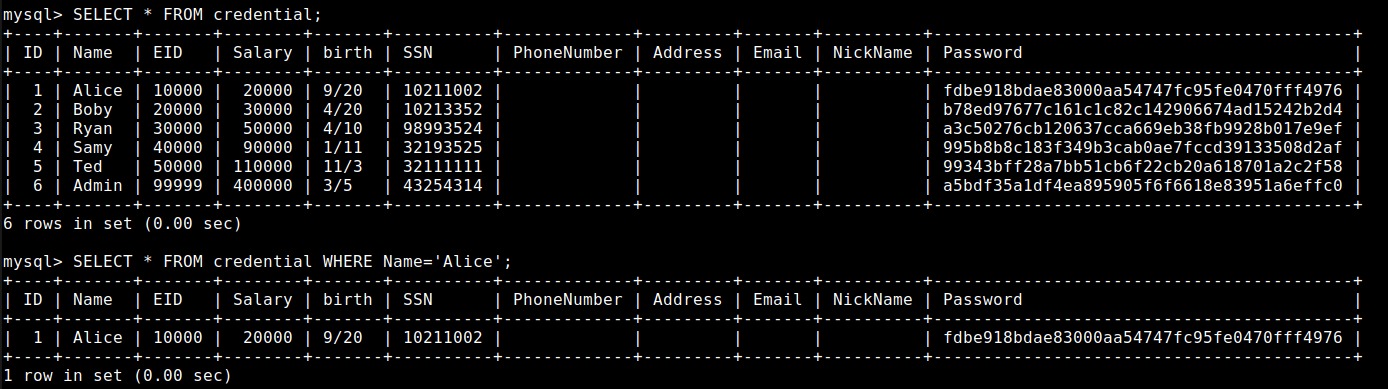 mysql> SELECT * FROM credential;
+----+-------+-------+--------+-------+----------+-------------+---------+-------+----------+------------------------------------------+
| ID | Name  | EID   | Salary | birth | SSN      | PhoneNumber | Address | Email | NickName | Password                                 |
+----+-------+-------+--------+-------+----------+-------------+---------+-------+----------+------------------------------------------+
|  1 | Alice | 10000 |  20000 | 9/20  | 10211002 |             |         |       |          | fdbe918bdae83000aa54747fc95fe0470fff4976 |
|  2 | Boby  | 20000 |  30000 | 4/20  | 10213352 |             |         |       |          | b78ed97677c161c1c82c142906674ad15242b2d4 |
|  3 | Ryan  | 30000 |  50000 | 4/10  | 98993524 |             |         |       |          | a3c50276cb120637cca669eb38fb9928b017e9ef |
|  4 | Samy  | 40000 |  90000 | 1/11  | 32193525 |             |         |       |          | 995b8b8c183f349b3cab0ae7fccd39133508d2af |
|  5 | Ted   | 50000 | 110000 | 11/3  | 32111111 |             |         |       |          | 99343bff28a7bb51cb6f22cb20a618701a2c2f58 |
|  6 | Admin | 99999 | 400000 | 3/5   | 43254314 |             |         |       |          | a5bdf35a1df4ea895905f6f6618e83951a6effc0 |
+----+-------+-------+--------+-------+----------+-------------+---------+-------+----------+------------------------------------------+
6 rows in set (0.00 sec)

mysql> SELECT * FROM credential WHERE Name='Alice';
+----+-------+-------+--------+-------+----------+-------------+---------+-------+----------+------------------------------------------+
| ID | Name  | EID   | Salary | birth | SSN      | PhoneNumber | Address | Email | NickName | Password                                 |
+----+-------+-------+--------+-------+----------+-------------+---------+-------+----------+------------------------------------------+
|  1 | Alice | 10000 |  20000 | 9/20  | 10211002 |             |         |       |          | fdbe918bdae83000aa54747fc95fe0470fff4976 |
+----+-------+-------+--------+-------+----------+-------------+---------+-------+----------+------------------------------------------+
1 row in set (0.00 sec)